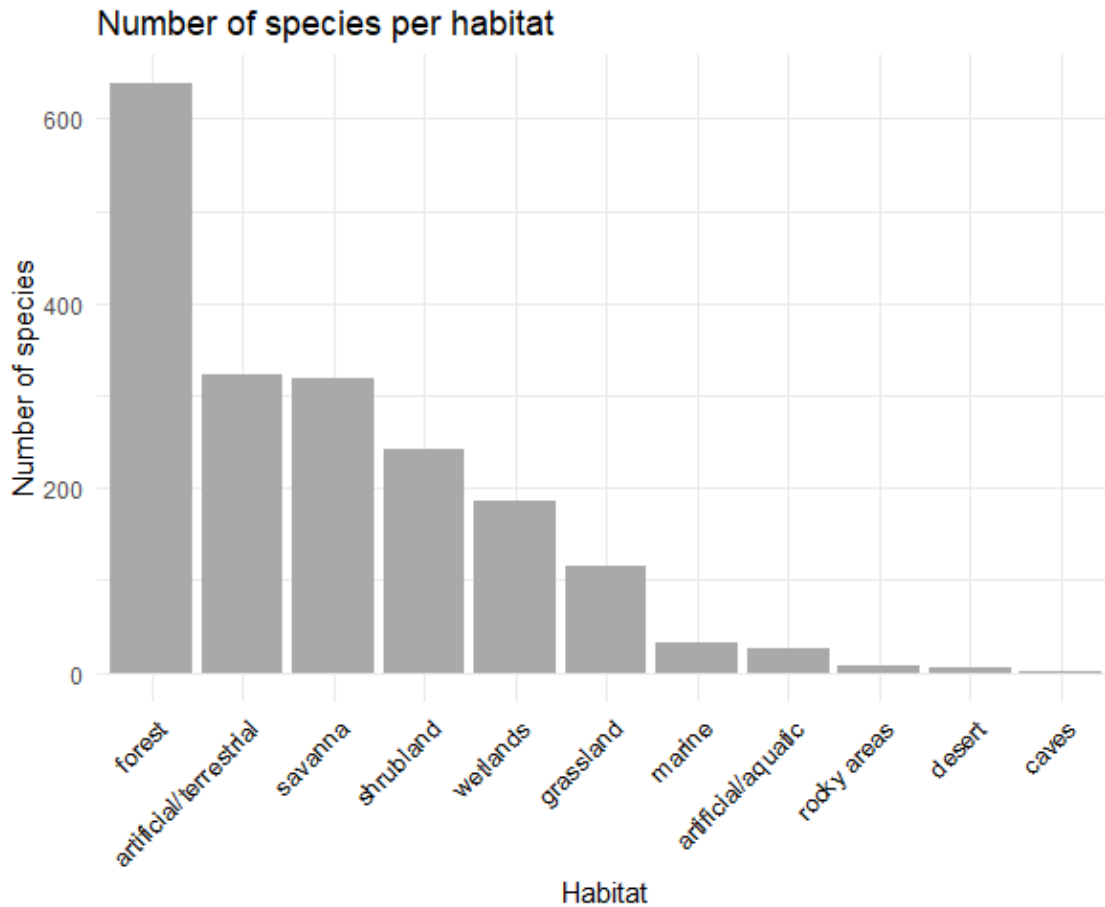 Number of species per habitat
Number of species
600
400
200
0
forest
artificial/terrestrial
savanna
shrubland
wetlands
grassland
marine
artificial/aquatic
rocky areas
desert
caves
Habitat